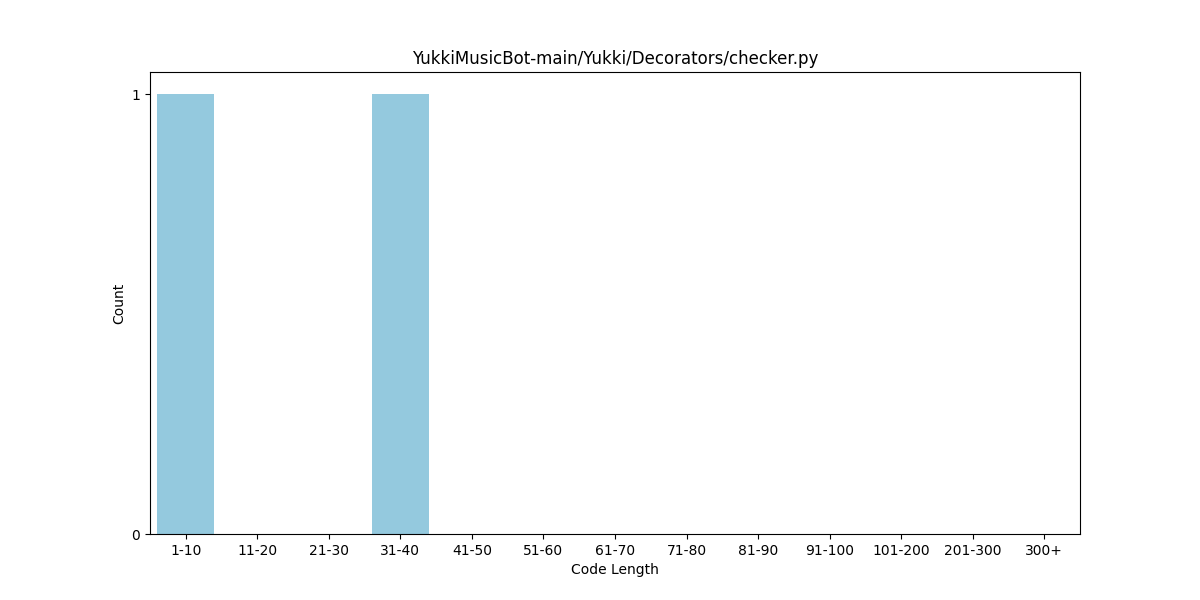 YukkiMusicBot-main/Yukki/Decorators/checker.py
1
Count
0
1-10 11-20 21-30 31-40 41-50 51-60 61-70 71-80 81-90 91-100 101-200 201-300 300+
Code Length